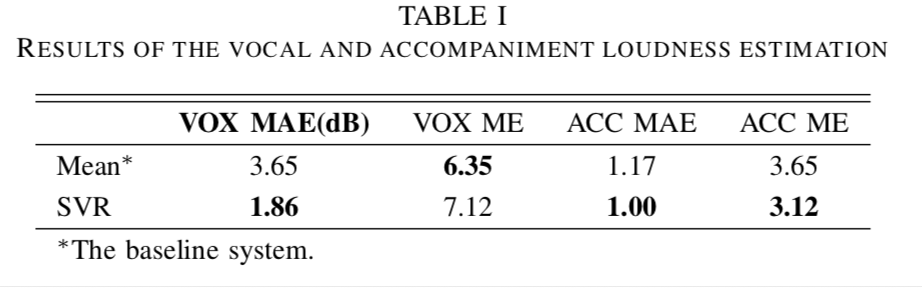 TABLE I
RESULTS OF THE VOCAL AND ACCOMPANIMENT LOUDNESS ESTIMATION
VOX MAE(dB) VOX ME ACC MAE ACC ME
Mean* 3.65 6.35 1.17 3.65
SVR 1.86 7.12 1.00 3.12
*The baseline system.